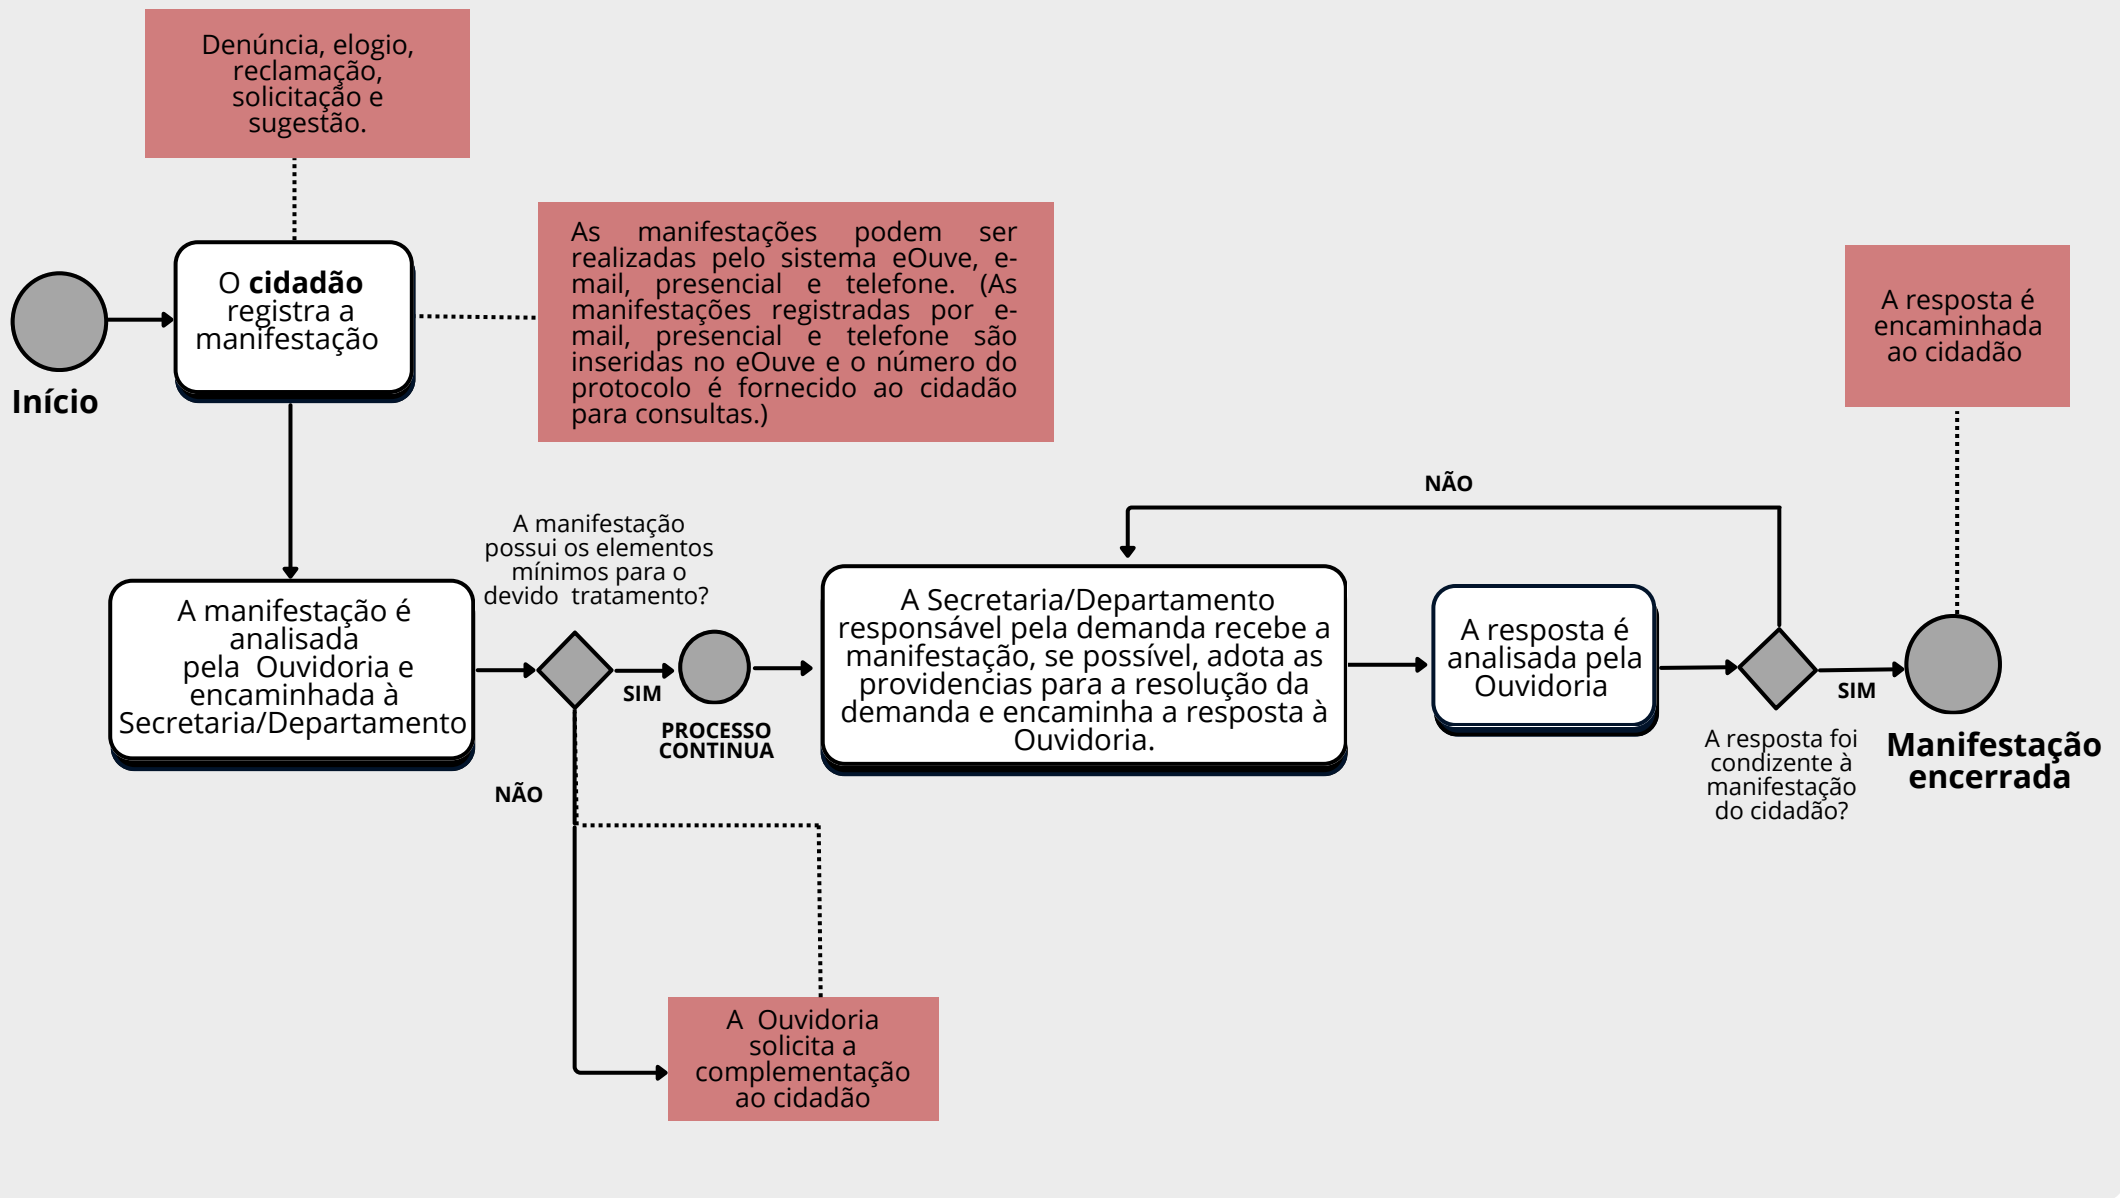 Denúncia, elogio,
reclamação,
solicitação e
sugestão.
O cidadão
registra a
manifestação
Início
As manifestações podem ser
realizadas pelo sistema eOuve, e-
mail, presencial e telefone. (As
manifestações registradas por e-
mail, presencial e telefone são
inseridas no eOuve e o número do
protocolo é fornecido ao cidadão
para consultas.)
A resposta é
encaminhada
ao cidadão
NÃO
A manifestação é
analisada
pela  Ouvidoria e
encaminhada à
Secretaria/Departamento
A manifestação
possui os elementos
mínimos para o
devido  tratamento?
SIM
PROCESSO
CONTINUA
NÃO
A Secretaria/Departamento
responsável pela demanda recebe a
manifestação, se possível, adota as
providencias para a resolução da
demanda e encaminha a resposta à
Ouvidoria.
A resposta é
analisada pela
Ouvidoria
SIM
A resposta foi
condizente à
manifestação
do cidadão?
Manifestação
encerrada
A  Ouvidoria
solicita a
complementação
ao cidadão